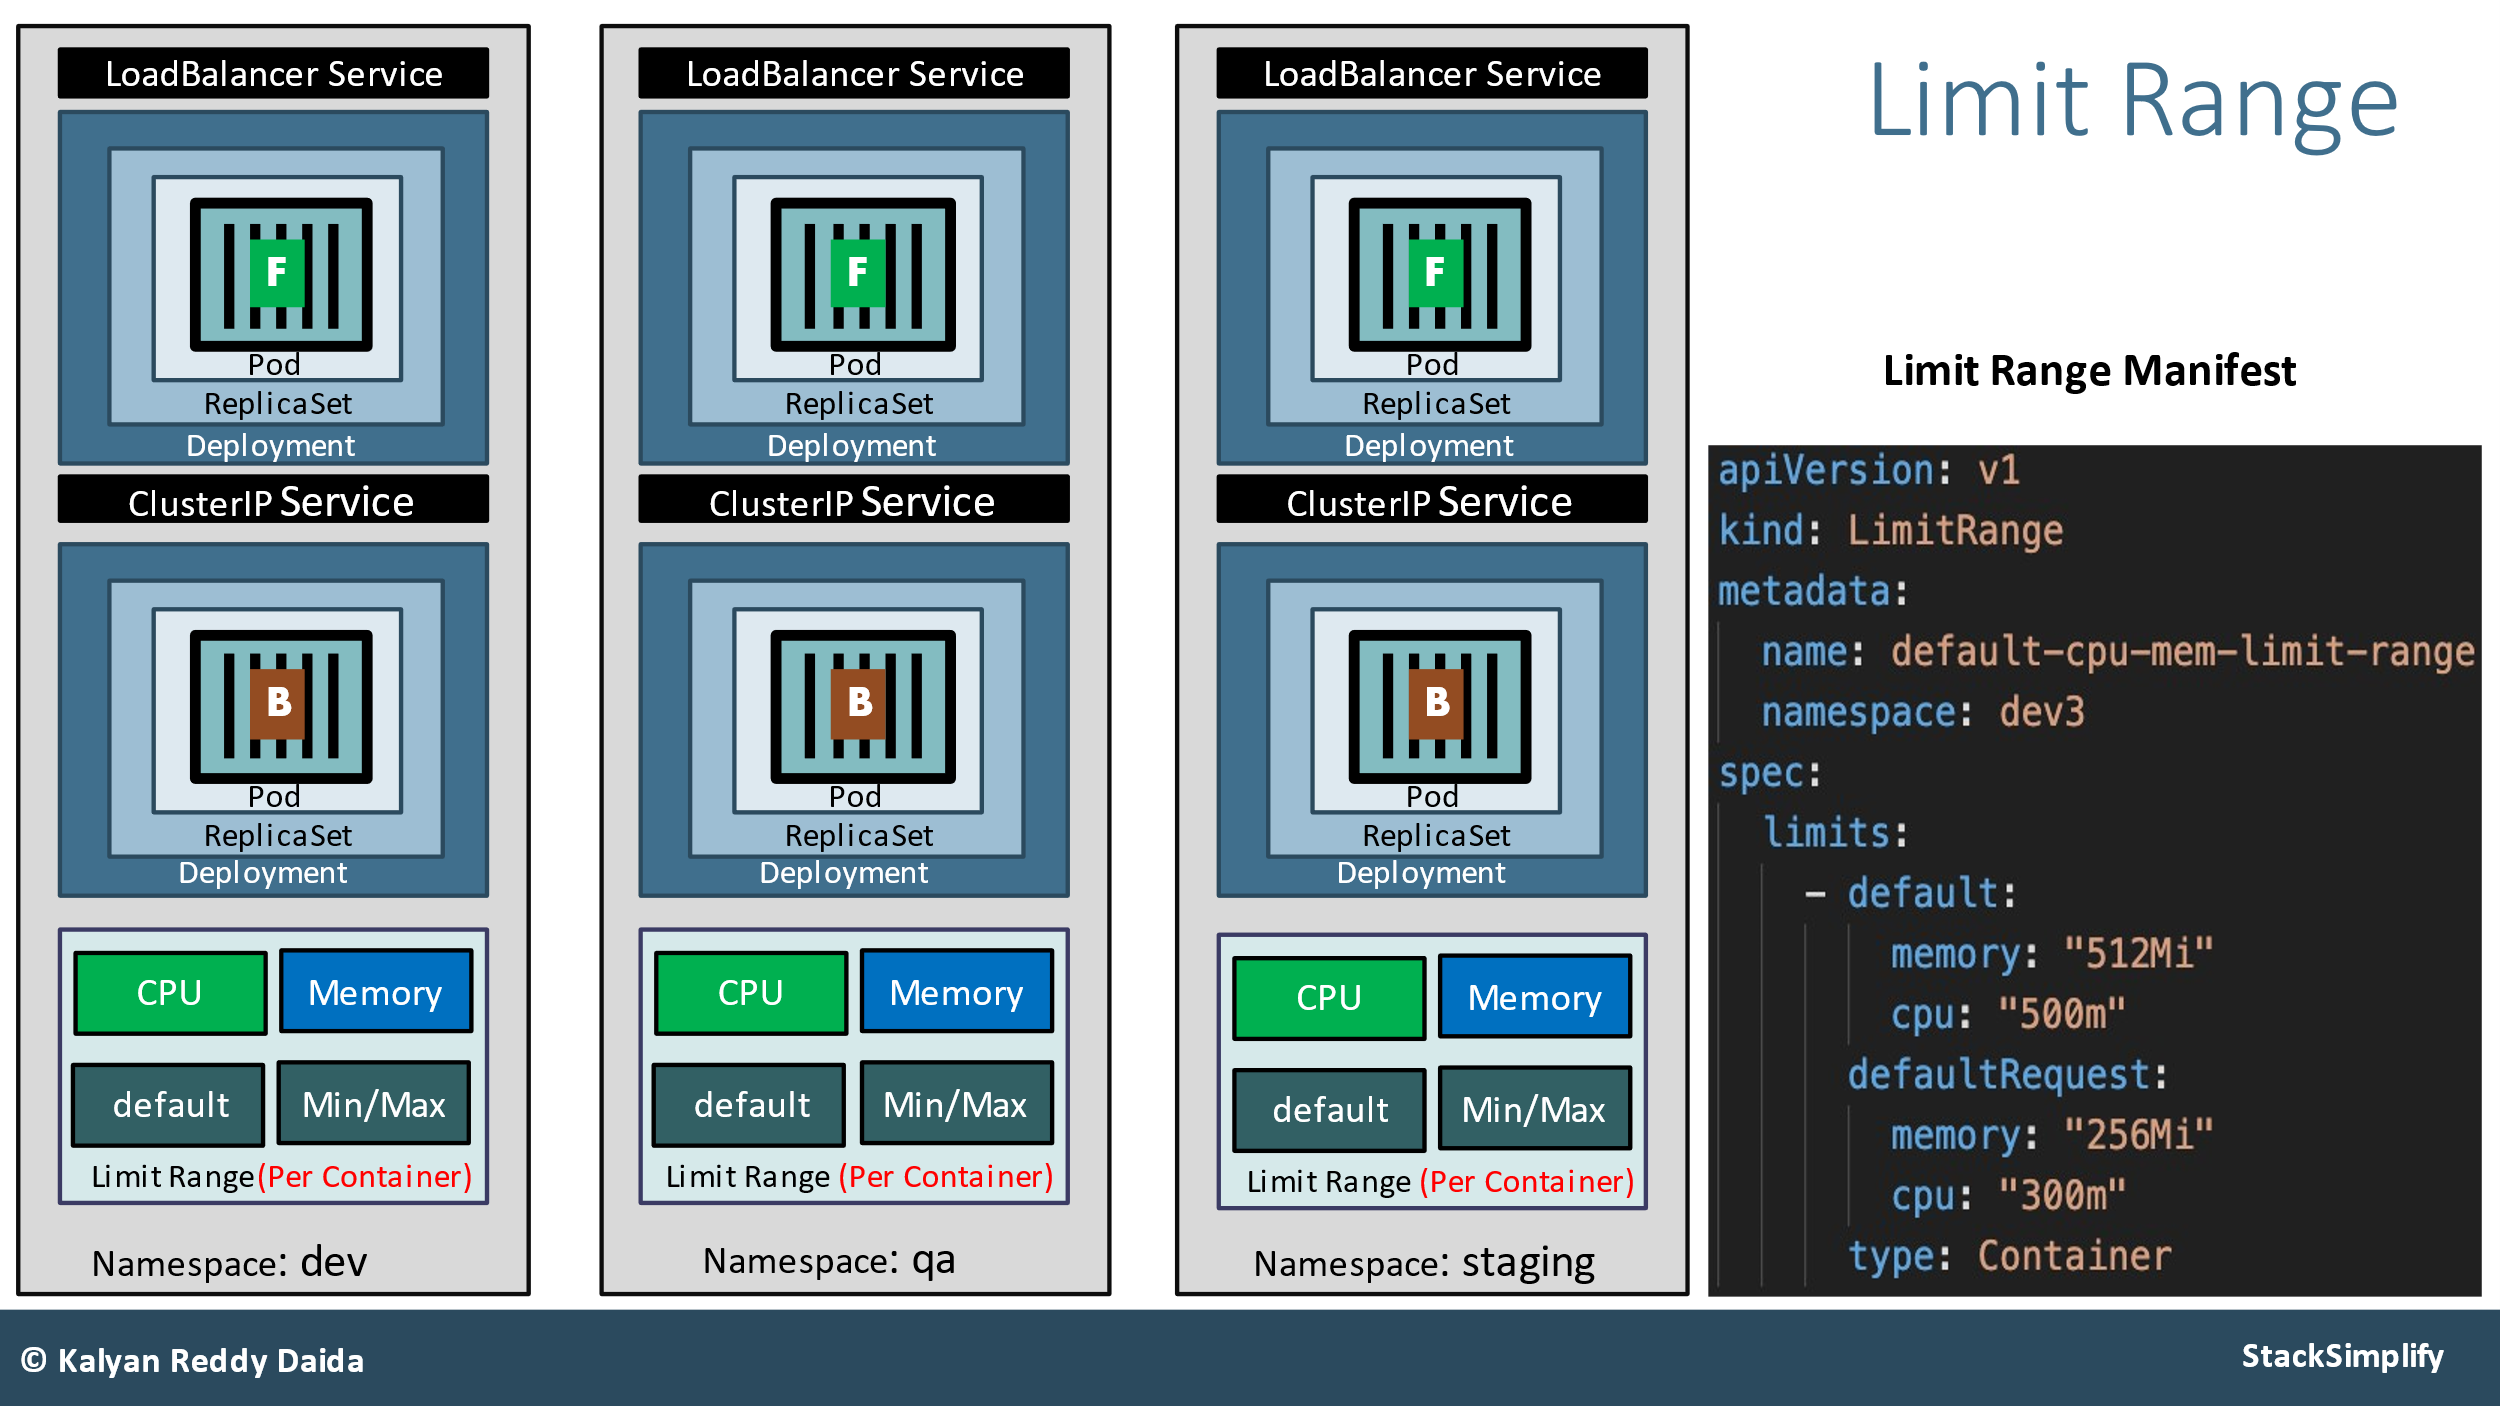 LoadBalancer Service
F
Pod
ReplicaSet
Deployment
ClusterIP Service
B
Pod
ReplicaSet
Deployment
CPU
Memory
default
Min/Max
Limit Range (Per Container)
Namespace: dev
LoadBalancer Service
F
Pod
ReplicaSet
Deployment
ClusterIP Service
B
Pod
ReplicaSet
Deployment
CPU
Memory
default
Min/Max
Limit Range (Per Container)
Namespace: qa
LoadBalancer Service
F
Pod
ReplicaSet
Deployment
ClusterIP Service
B
Pod
ReplicaSet
Deployment
CPU
Memory
default
Min/Max
Limit Range (Per Container)
Namespace: staging
Limit Range
Limit Range Manifest
apiVersion: v1
kind: LimitRange
metadata:
  name: default-cpu-mem-limit-range
  namespace: dev3
spec:
  limits:
    - default:
        memory: "512Mi"
        cpu: "500m"
      defaultRequest:
        memory: "256Mi"
        cpu: "300m"
      type: Container
© Kalyan Reddy Daida
StackSimplify